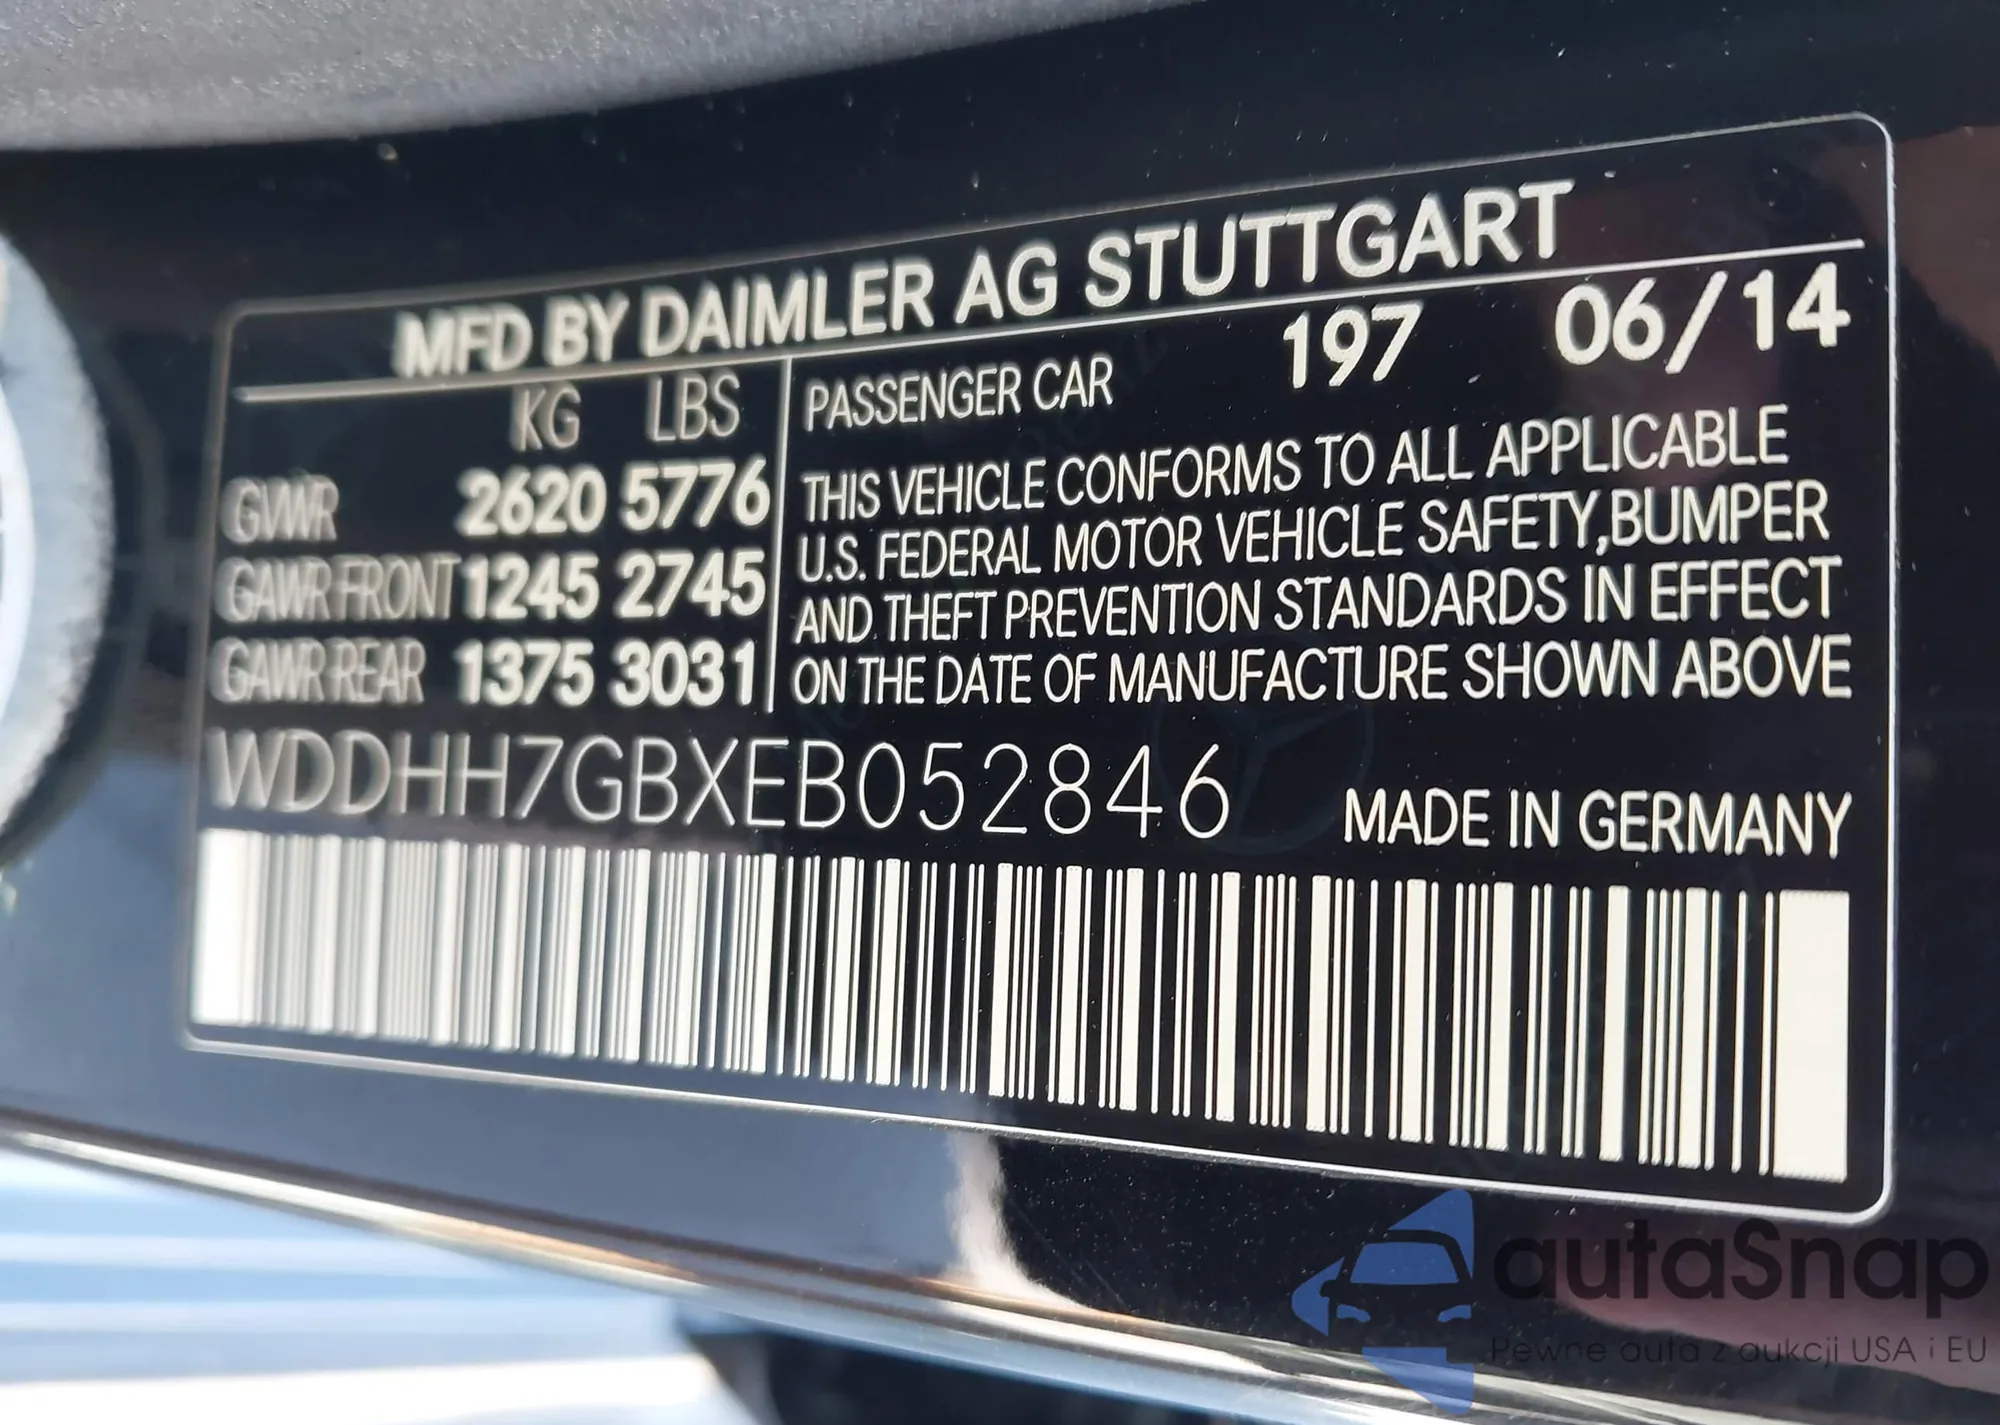 MFD BY DAIMLER AG STUTTGART
KG LBS
GVWR 2620 5776
GAWR FRONT 1245 2745
GAWR REAR 1375 3031
PASSENGER CAR 197 06/14
THIS VEHICLE CONFORMS TO ALL APPLICABLE
U.S. FEDERAL MOTOR VEHICLE SAFETY,BUMPER
AND THEFT PREVENTION STANDARDS IN EFFECT
ON THE DATE OF MANUFACTURE SHOWN ABOVE
WDDHH7GBXEB052846
MADE IN GERMANY
autaSnap
Pewne auta z aukcji USA i EU